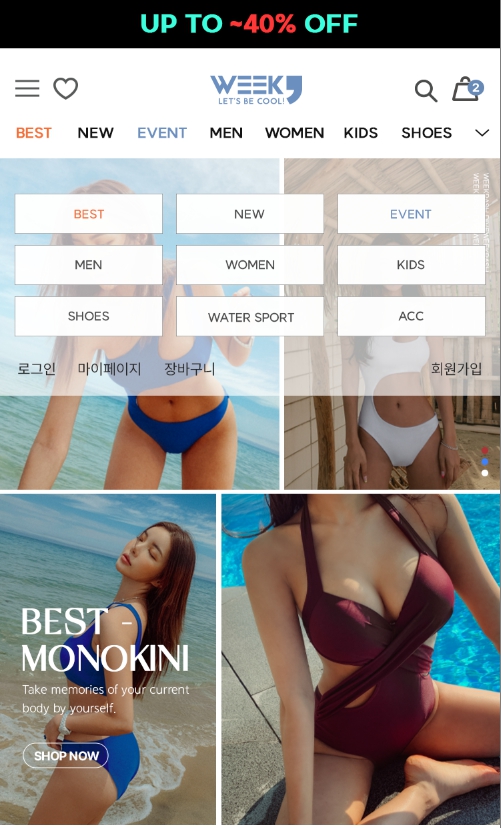 UP TO ~40% OFF
WEEK,
LET'S BE COOL!
2
BEST NEW EVENT MEN WOMEN KIDS SHOES
BEST NEW EVENT
MEN WOMEN KIDS
SHOES WATER SPORT ACC
로그인 마이페이지 장바구니 회원가입
BEST -
MONOKINI
Take memories of your current
body by yourself.
SHOP NOW